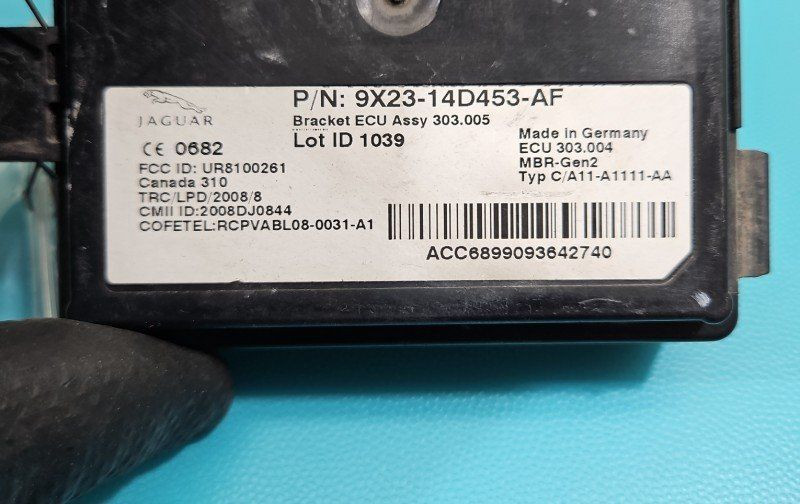 JAGUAR
P/N: 9X23-14D453-AF
Bracket ECU Assy 303.005
Lot ID 1039
CE 0682
FCC ID: UR8100261
Canada 310
TRC/LPD/2008/8
CMII ID:2008DJ0844
COFETEL:RCPVABL08-0031-A1
Made in Germany
ECU 303.004
MBR-Gen2
Typ C/A11-A1111-AA
ACC6899093642740